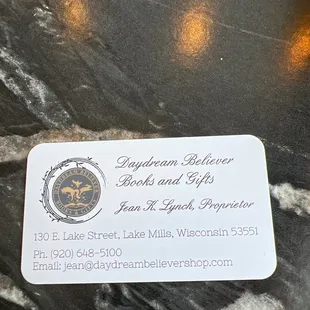 Daydream Believer
Books and Gifts
Jean K. Lynch, Proprietor
130 E. Lake Street, Lake Mills, Wisconsin 53551
Ph. (920) 648-5100
Email: jean@daydreambelievershop.com